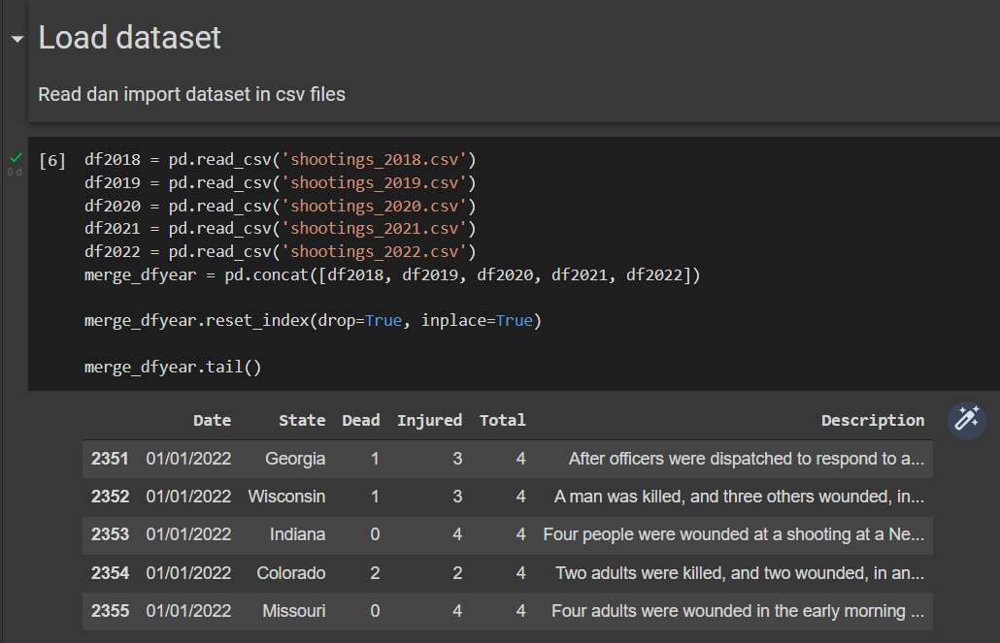 Load dataset
Read dan import dataset in csv files
[6]
0 d
df2018 = pd.read_csv('shootings_2018.csv')
df2019 = pd.read_csv('shootings_2019.csv')
df2020 = pd.read_csv('shootings_2020.csv')
df2021 = pd.read_csv('shootings_2021.csv')
df2022 = pd.read_csv('shootings_2022.csv')
merge_dfyear = pd.concat([df2018, df2019, df2020, df2021, df2022])
merge_dfyear.reset_index(drop=True, inplace=True)
merge_dfyear.tail()
Date State Dead Injured Total Description
2351 01/01/2022 Georgia 1 3 4 After officers were dispatched to respond to a...
2352 01/01/2022 Wisconsin 1 3 4 A man was killed, and three others wounded, in...
2353 01/01/2022 Indiana 0 4 4 Four people were wounded at a shooting at a Ne...
2354 01/01/2022 Colorado 2 2 4 Two adults were killed, and two wounded, in an...
2355 01/01/2022 Missouri 0 4 4 Four adults were wounded in the early morning ...